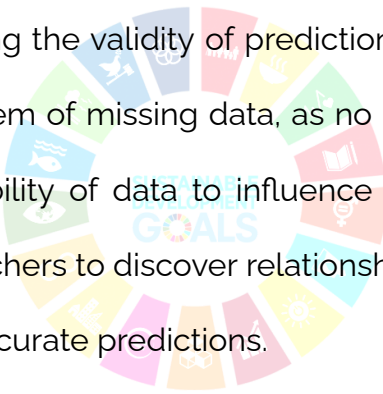 ng the validity of prediction
em of missing data, as no
bility of data to influence
SUSTAINABLE
DEVELOPMENT
GOALS
chers to discover relationsh
curate predictions.